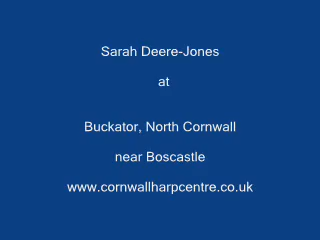 Sarah Deere-Jones
at
Buckator, North Cornwall
near Boscastle
www.cornwallharpcentre.co.uk